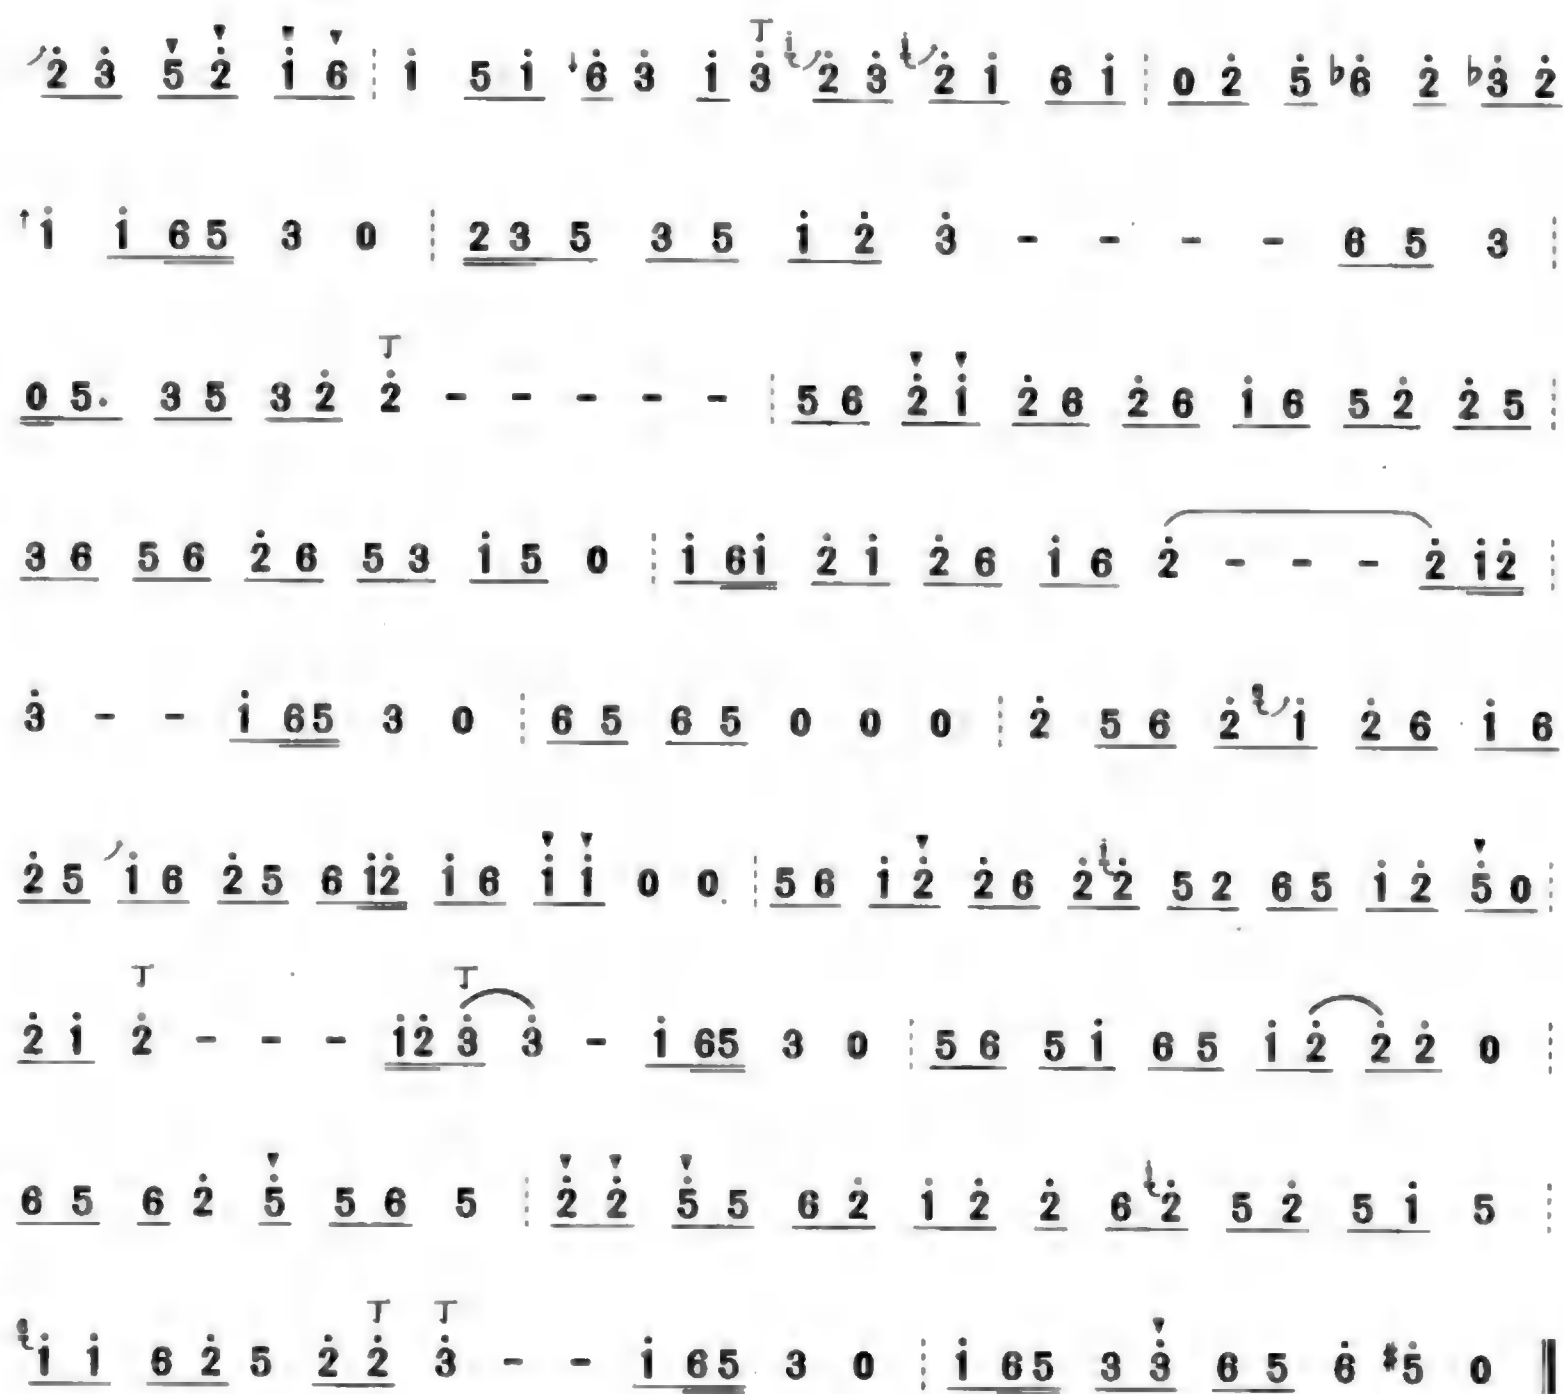 2̇ 3̇ 5̇ 2̇ 1̇ 6 ┊ 1̇ 5 1̇ 6̇ 3̇ 1̇ 3̇ 2̇ 3̇ 2̇ 1̇ 6 1̇ ┊ 0 2̇ 5̇ ♭6̇ 2̇ ♭3̇ 2̇
↑1̇ 1̇ 6 5 3 0 ┊ 2 3 5 3 5 1̇ 2̇ 3̇ - - - - 6 5 3 ┊
0 5. 3 5 3 2̇ 2̇ - - - - - ┊ 5 6 2̇ 1̇ 2̇ 6 2̇ 6 1̇ 6 5 2̇ 2̇ 5 ┊
3 6 5 6 2̇ 6 5 3 1̇ 5 0 ┊ 1̇ 6 1̇ 2̇ 1̇ 2̇ 6 1̇ 6 2̇ - - - 2̇ 1̇ 2̇ ┊
3̇ - - 1̇ 6 5 3 0 ┊ 6 5 6 5 0 0 0 ┊ 2̇ 5 6 2̇ 1̇ 2̇ 6 1̇ 6
2̇ 5 1̇ 6 2̇ 5 6 1̇ 2̇ 1̇ 6 1̇ 1̇ 0 0 ┊ 5 6 1̇ 2̇ 2̇ 6 2̇ 2̇ 5 2 6 5 1̇ 2̇ 5̇ 0 ┊
2̇ 1̇ 2̇ - - - 1̇ 2̇ 3̇ 3̇ - 1̇ 6 5 3 0 ┊ 5 6 5 1̇ 6 5 1̇ 2̇ 2̇ 2̇ 0 ┊
6 5 6 2̇ 5̇ 5 6 5 ┊ 2̇ 2̇ 5̇ 5 6 2̇ 1̇ 2̇ 2̇ 6 2̇ 5 2̇ 5 1̇ 5 ┊
1̇ 1̇ 6 2̇ 5 2̇ 2̇ 3̇ - - 1̇ 6 5 3 0 ┊ 1̇ 6 5 3 3̇ 6 5 6̇ #5̇ 0 ‖